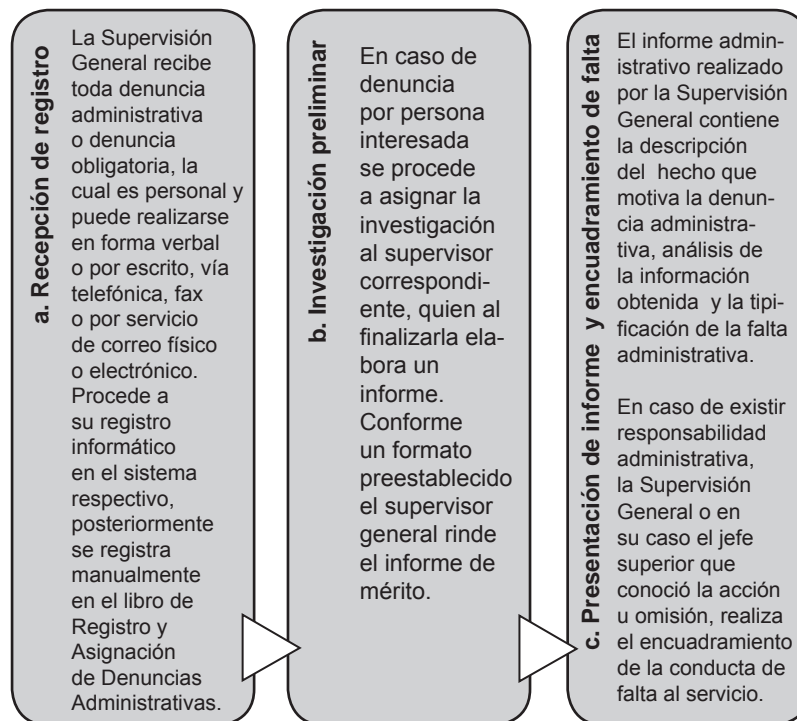 a. Recepción de registro
La Supervisión
General recibe
toda denuncia
administrativa
o denuncia
obligatoria, la
cual es personal y
puede realizarse
en forma verbal
o por escrito, vía
telefónica, fax
o por servicio
de correo físico
o electrónico.
Procede a
su registro
informático
en el sistema
respectivo,
posteriormente
se registra
manualmente
en el libro de
Registro y
Asignación
de Denuncias
Administrativas.
b. Investigación preliminar
En caso de
denuncia
por persona
interesada
se procede
a asignar la
investigación
al supervisor
correspondi-
ente, quien al
finalizarla ela-
bora un
informe.
Conforme
un formato
preestablecido
el supervisor
general rinde
el informe de
mérito.
c. Presentación de informe y encuadramiento de falta
El informe admin-
istrativo realizado
por la Supervisión
General contiene
la descripción
del hecho que
motiva la denun-
cia administra-
tiva, análisis de
la información
obtenida y la tipi-
ficación de la falta
administrativa.
En caso de existir
responsabilidad
administrativa,
la Supervisión
General o en
su caso el jefe
superior que
conoció la acción
u omisión, realiza
el encuadramiento
de la conducta de
falta al servicio.